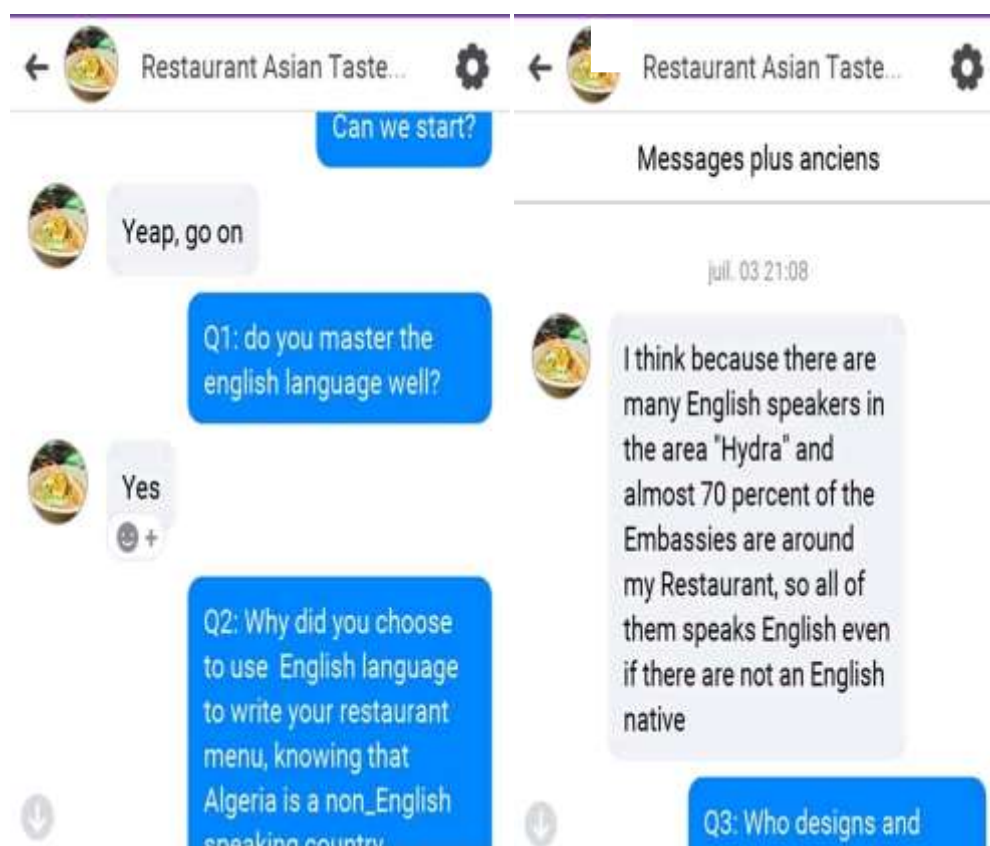 Restaurant Asian Taste...
Can we start?
Yeap, go on
Q1: do you master the
english language well?
Yes
Q2: Why did you choose
to use English language
to write your restaurant
menu, knowing that
Algeria is a non_English
speaking country
Restaurant Asian Taste...
Messages plus anciens
juil. 03 21:08
I think because there are
many English speakers in
the area "Hydra" and
almost 70 percent of the
Embassies are around
my Restaurant, so all of
them speaks English even
if there are not an English
native
Q3: Who designs and